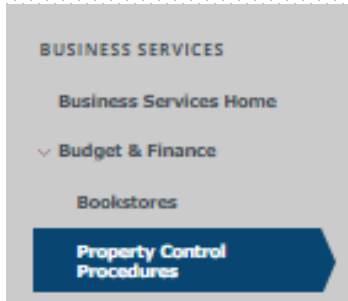 BUSINESS SERVICES
Business Services Home
Budget & Finance
Bookstores
Property Control
Procedures